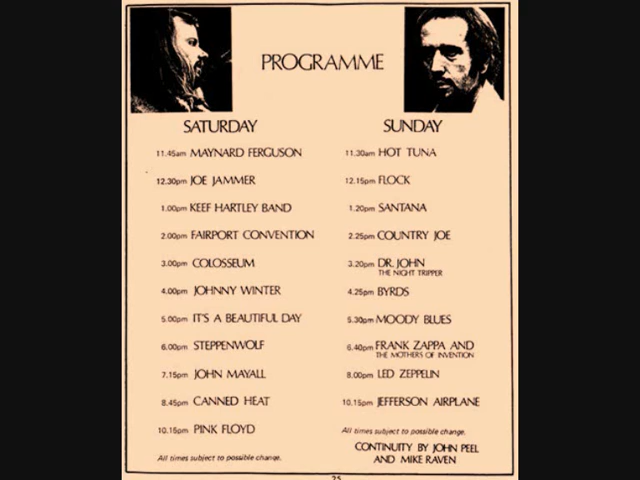 PROGRAMME
SATURDAY
11.45am MAYNARD FERGUSON
12.30pm JOE JAMMER
1.00pm KEEF HARTLEY BAND
2.00pm FAIRPORT CONVENTION
3.00pm COLOSSEUM
4.00pm JOHNNY WINTER
5.00pm IT'S A BEAUTIFUL DAY
6.00pm STEPPENWOLF
7.15pm JOHN MAYALL
8.45pm CANNED HEAT
10.15pm PINK FLOYD
All times subject to possible change.
SUNDAY
11.30am HOT TUNA
12.15pm FLOCK
1.20pm SANTANA
2.25pm COUNTRY JOE
3.20pm DR. JOHN
THE NIGHT TRIPPER
4.25pm BYRDS
5.30pm MOODY BLUES
6.40pm FRANK ZAPPA AND
THE MOTHERS OF INVENTION
8.00pm LED ZEPPELIN
10.15pm JEFFERSON AIRPLANE
All times subject to possible change.
CONTINUITY BY JOHN PEEL
AND MIKE RAVEN
25